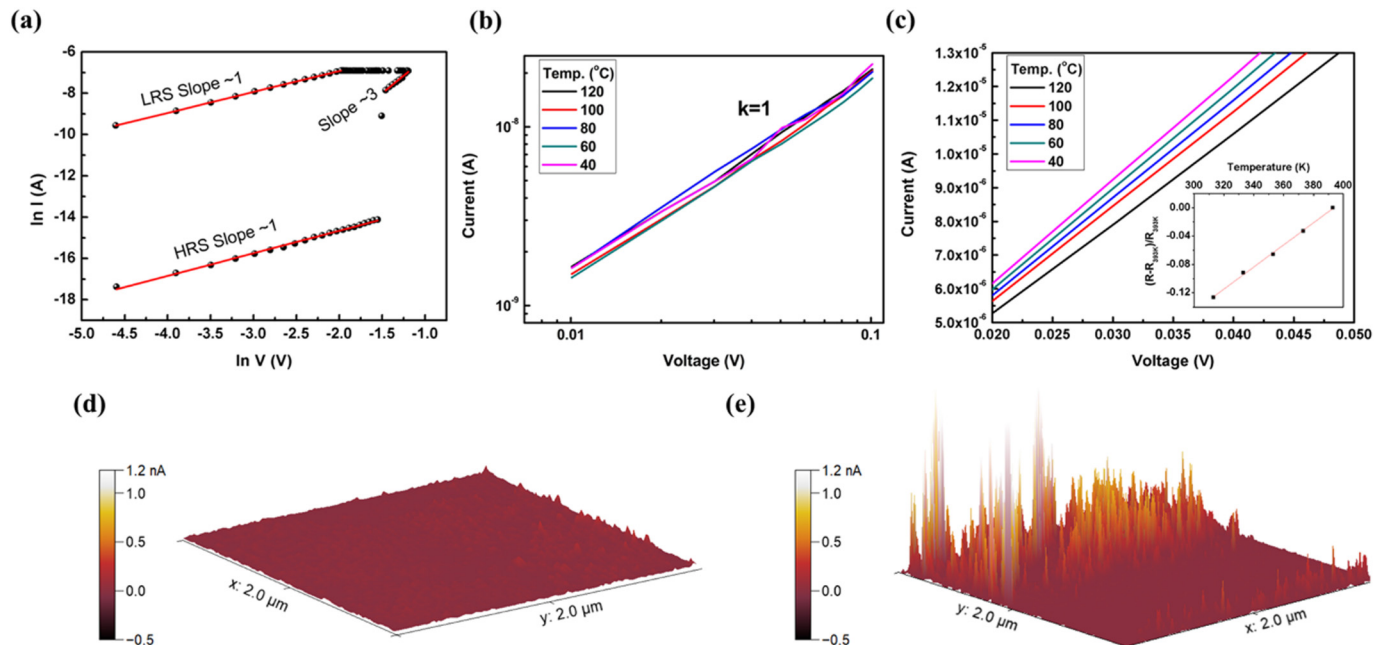 (a)
-6
-8
-10
-12
-14
-16
-18
ln I (A)
LRS Slope ~1
Slope ~3
HRS Slope ~1
-5.0 -4.5 -4.0 -3.5 -3.0 -2.5 -2.0 -1.5 -1.0
ln V (V)
(b)
Temp. (°C)
120
100
80
60
40
k=1
10⁻⁸
10⁻⁹
Current (A)
0.01 0.1
Voltage (V)
(c)
1.3x10⁻⁵
1.2x10⁻⁵
1.1x10⁻⁵
1.0x10⁻⁵
9.0x10⁻⁶
8.0x10⁻⁶
7.0x10⁻⁶
6.0x10⁻⁶
5.0x10⁻⁶
Current (A)
Temp. (°C)
120
100
80
60
40
Temperature (K)
300 320 340 360 380 400
0.00
-0.04
-0.08
-0.12
(R-R₃₉₃K)/R₃₉₃K
0.020 0.025 0.030 0.035 0.040 0.045 0.050
Voltage (V)
(d)
1.2 nA
1.0
0.5
0.0
−0.5
x: 2.0 µm
y: 2.0 µm
(e)
1.2 nA
1.0
0.5
0.0
−0.5
y: 2.0 µm
x: 2.0 µm